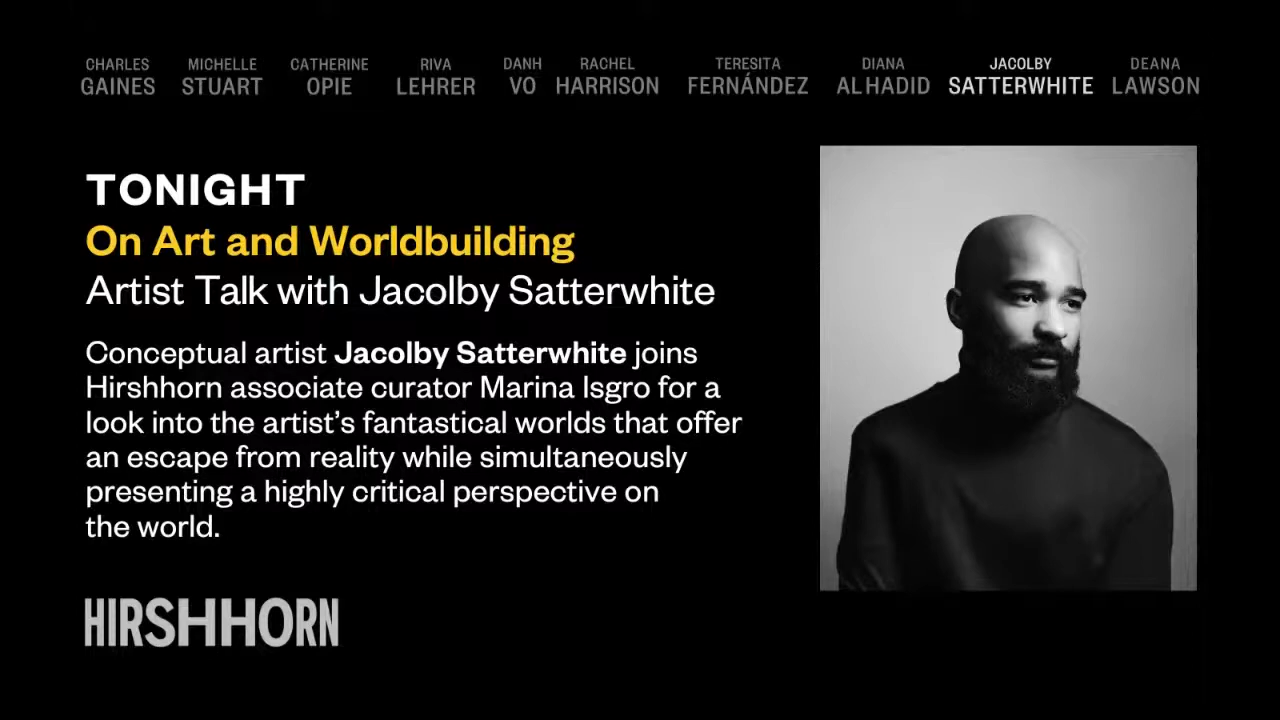 CHARLES GAINES
MICHELLE STUART
CATHERINE OPIE
RIVA LEHRER
DANH VO
RACHEL HARRISON
TERESITA FERNÁNDEZ
DIANA ALHADID
JACOLBY SATTERWHITE
DEANA LAWSON
TONIGHT
On Art and Worldbuilding
Artist Talk with Jacolby Satterwhite
Conceptual artist Jacolby Satterwhite joins
Hirshhorn associate curator Marina Isgro for a
look into the artist’s fantastical worlds that offer
an escape from reality while simultaneously
presenting a highly critical perspective on
the world.
HIRSHHORN